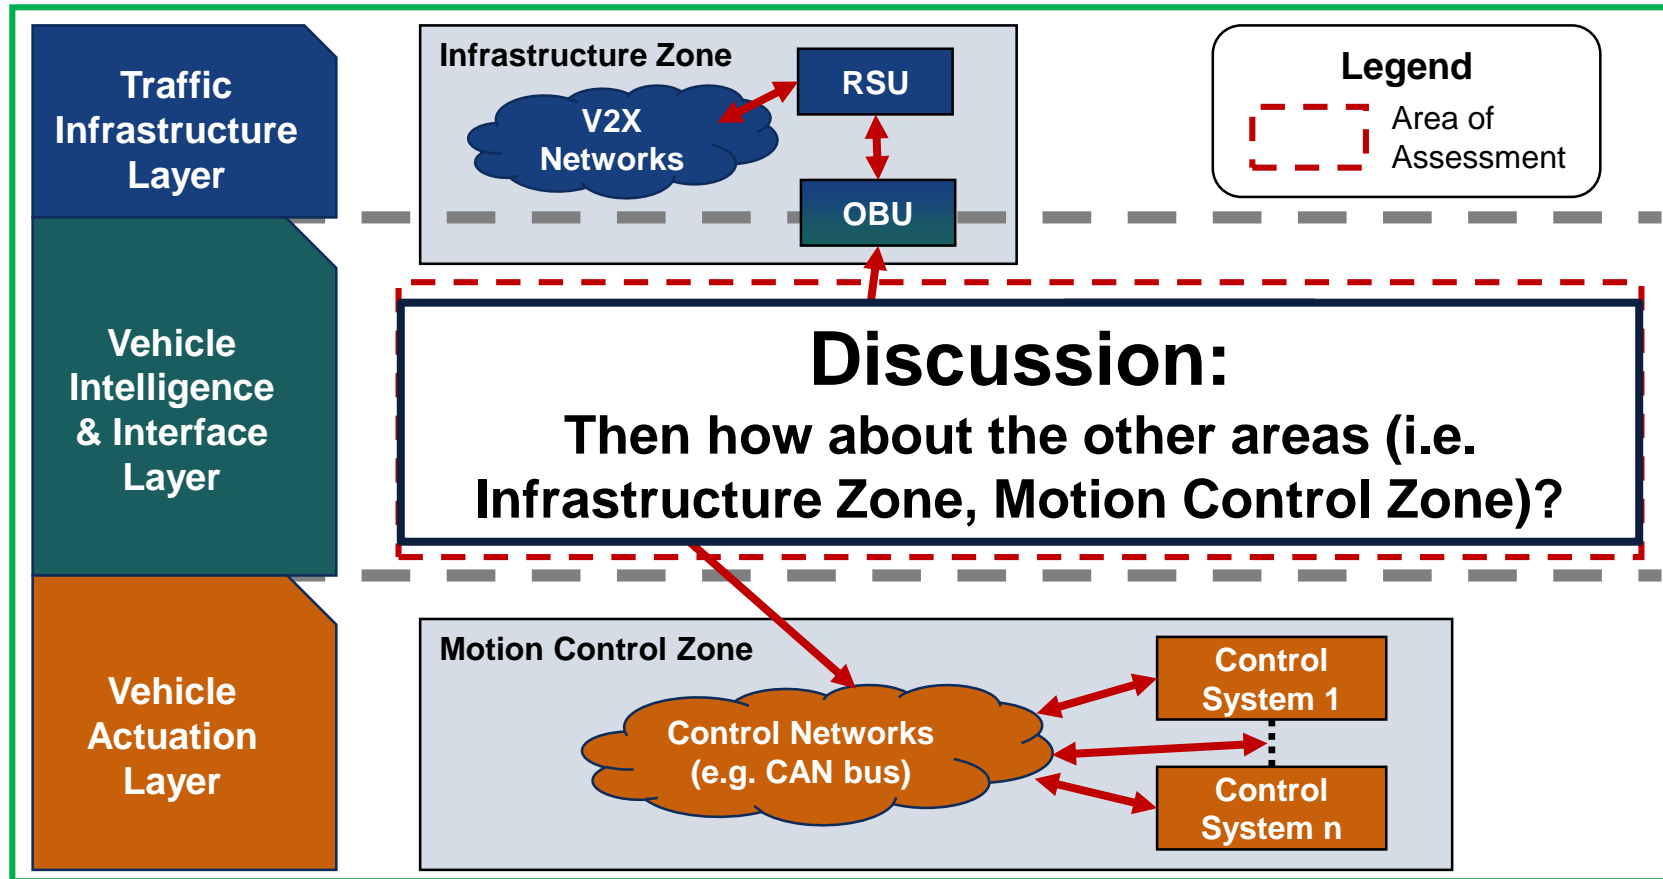 Traffic
Infrastructure
Layer
Infrastructure Zone
V2X
Networks
RSU
OBU
Legend
Area of
Assessment
Vehicle
Intelligence
& Interface
Layer
Discussion:
Then how about the other areas (i.e.
Infrastructure Zone, Motion Control Zone)?
Vehicle
Actuation
Layer
Motion Control Zone
Control Networks
(e.g. CAN bus)
Control
System 1
Control
System n